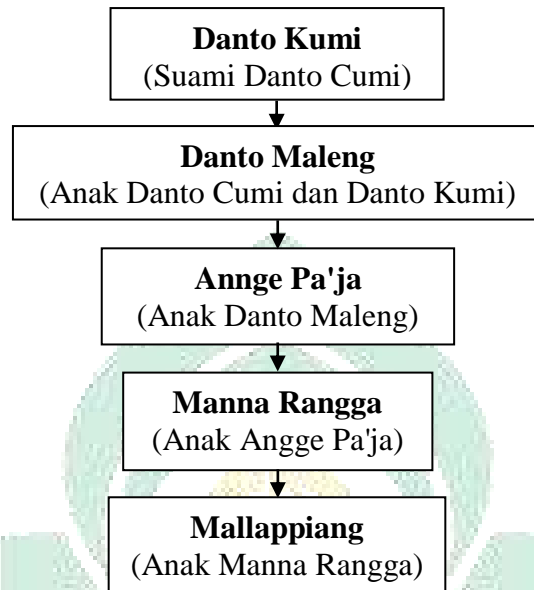 Danto Kumi
(Suami Danto Cumi)
Danto Maleng
(Anak Danto Cumi dan Danto Kumi)
Annge Pa'ja
(Anak Danto Maleng)
Manna Rangga
(Anak Angge Pa'ja)
Mallappiang
(Anak Manna Rangga)